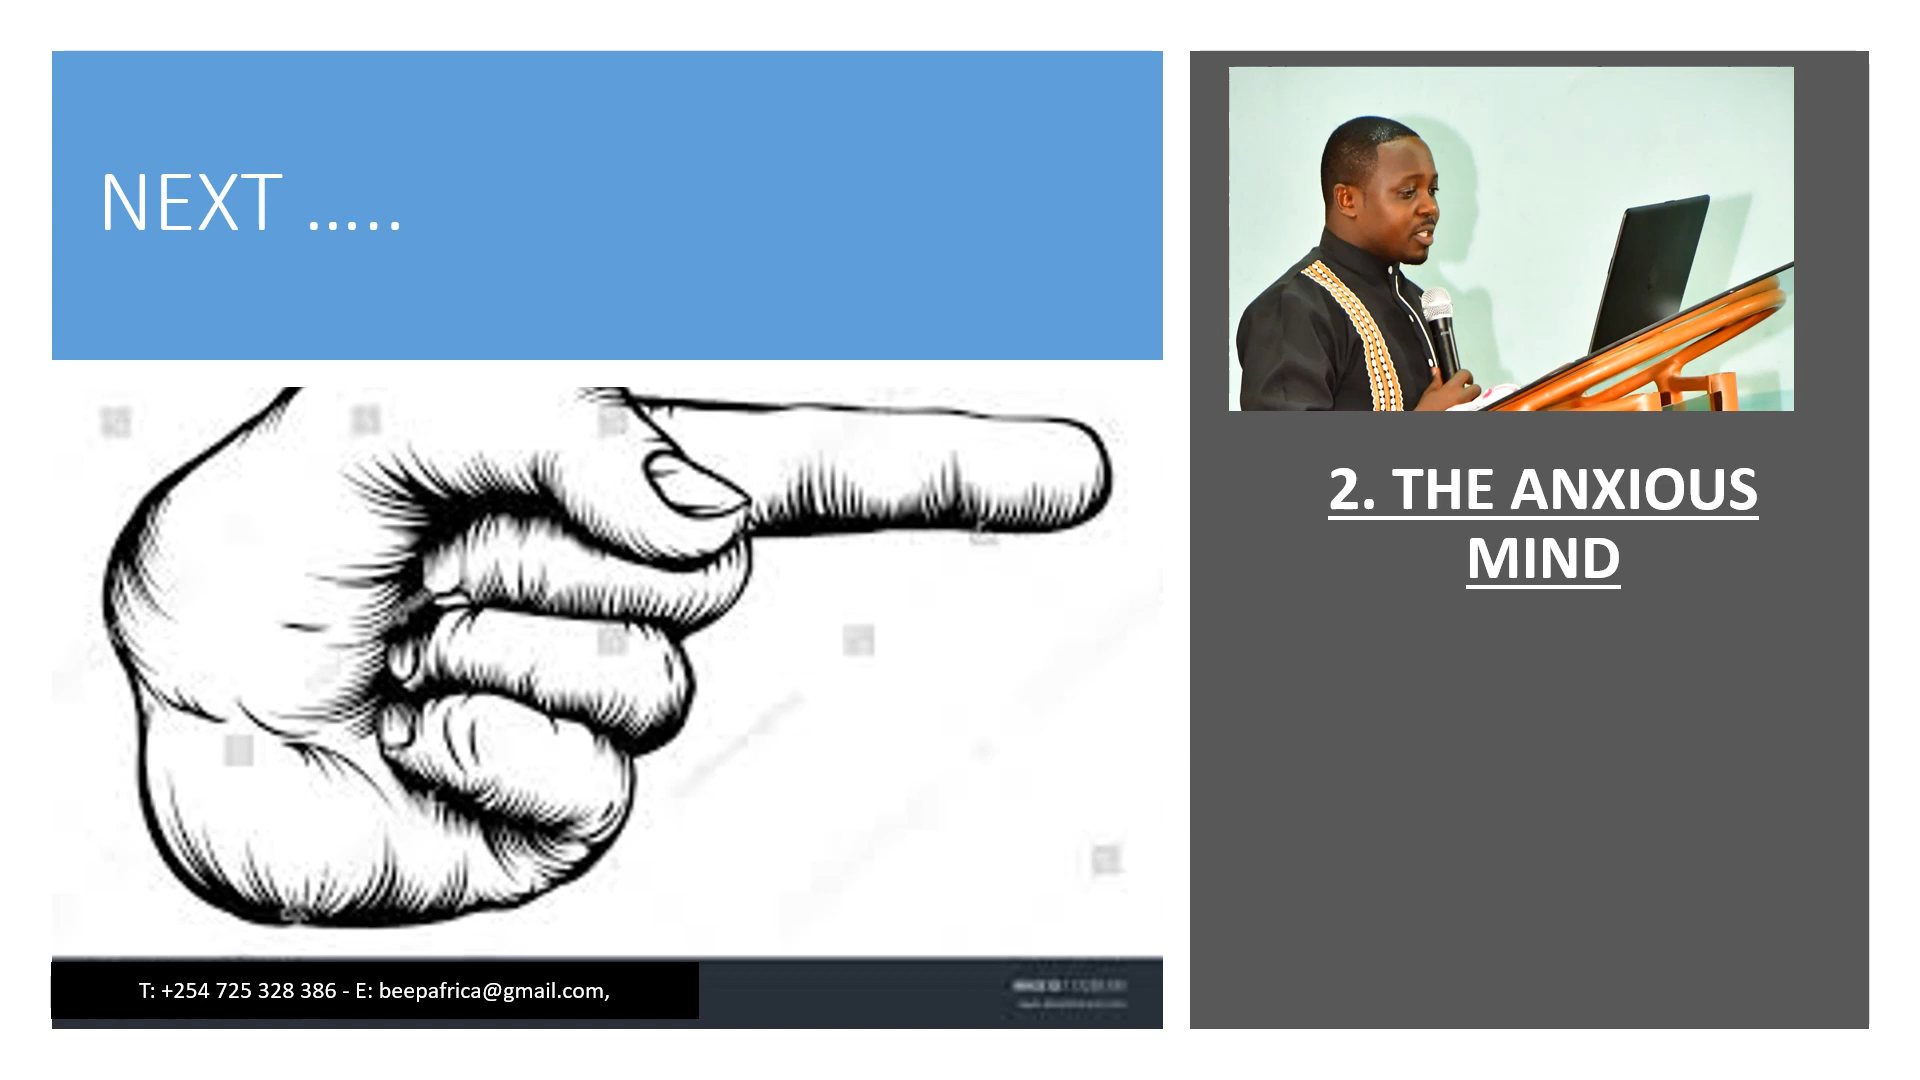 NEXT .....
2. THE ANXIOUS
MIND
T: +254 725 328 386 - E: beepafrica@gmail.com,